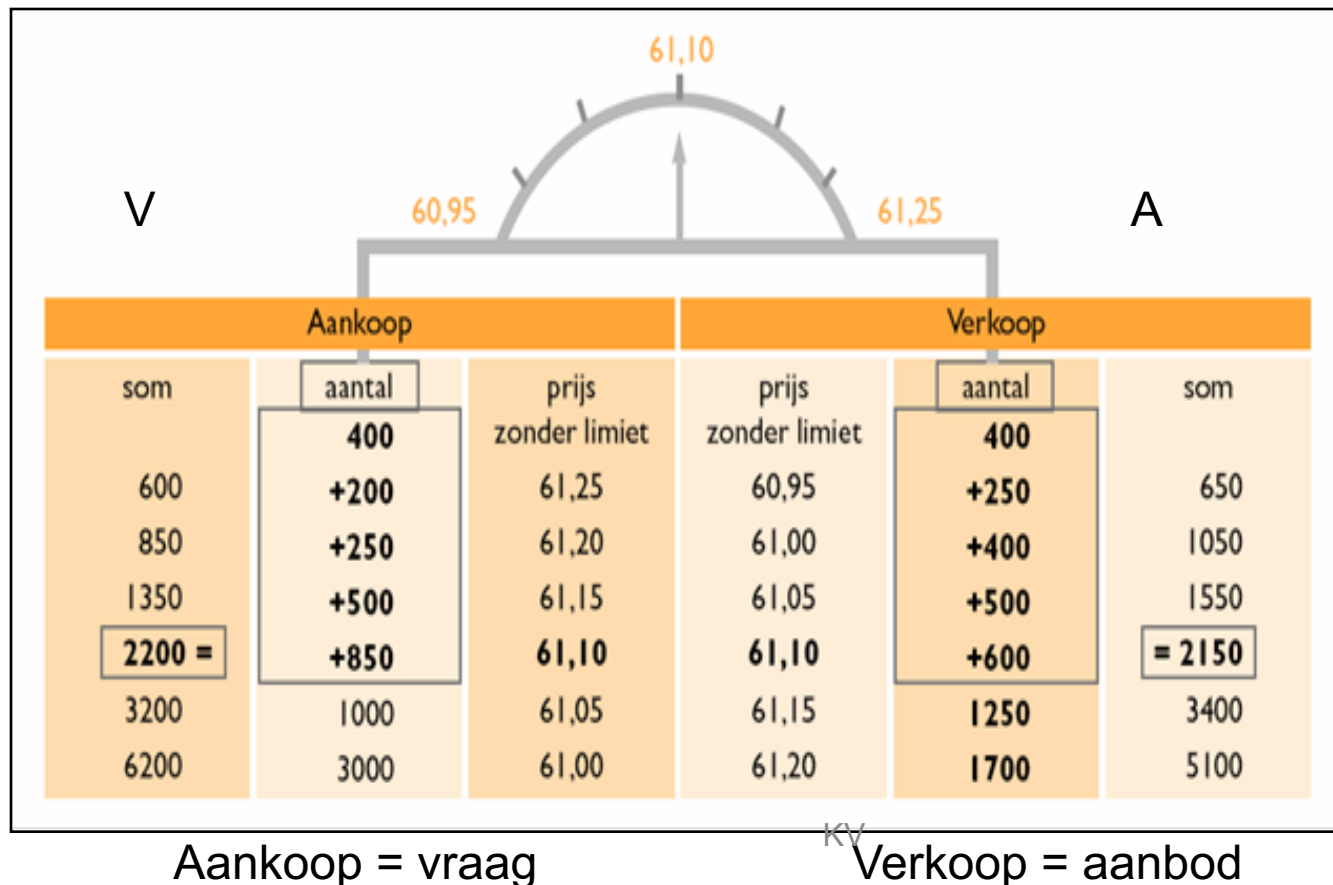 61,10
V
60,95
61,25
A
Aankoop Verkoop
som aantal prijs prijs aantal som
400 zonder limiet zonder limiet 400
600 +200 61,25 60,95 +250 650
850 +250 61,20 61,00 +400 1050
1350 +500 61,15 61,05 +500 1550
2200 = +850 61,10 61,10 +600 = 2150
3200 1000 61,05 61,15 1250 3400
6200 3000 61,00 61,20 1700 5100
KV
Aankoop = vraag Verkoop = aanbod